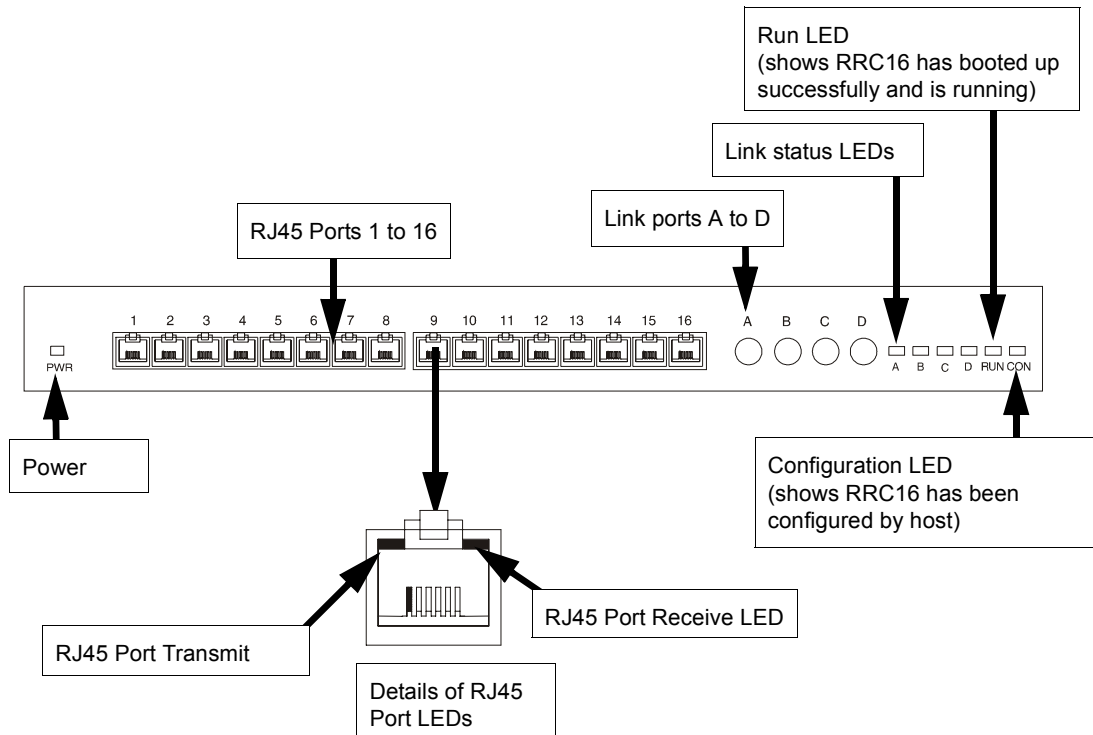 Run LED
(shows RRC16 has booted up
successfully and is running)
Link status LEDs
Link ports A to D
RJ45 Ports 1 to 16
1 2 3 4 5 6 7 8 9 10 11 12 13 14 15 16 A B C D
PWR A B C D RUN CON
Power
Configuration LED
(shows RRC16 has been
configured by host)
RJ45 Port Receive LED
RJ45 Port Transmit
Details of RJ45
Port LEDs